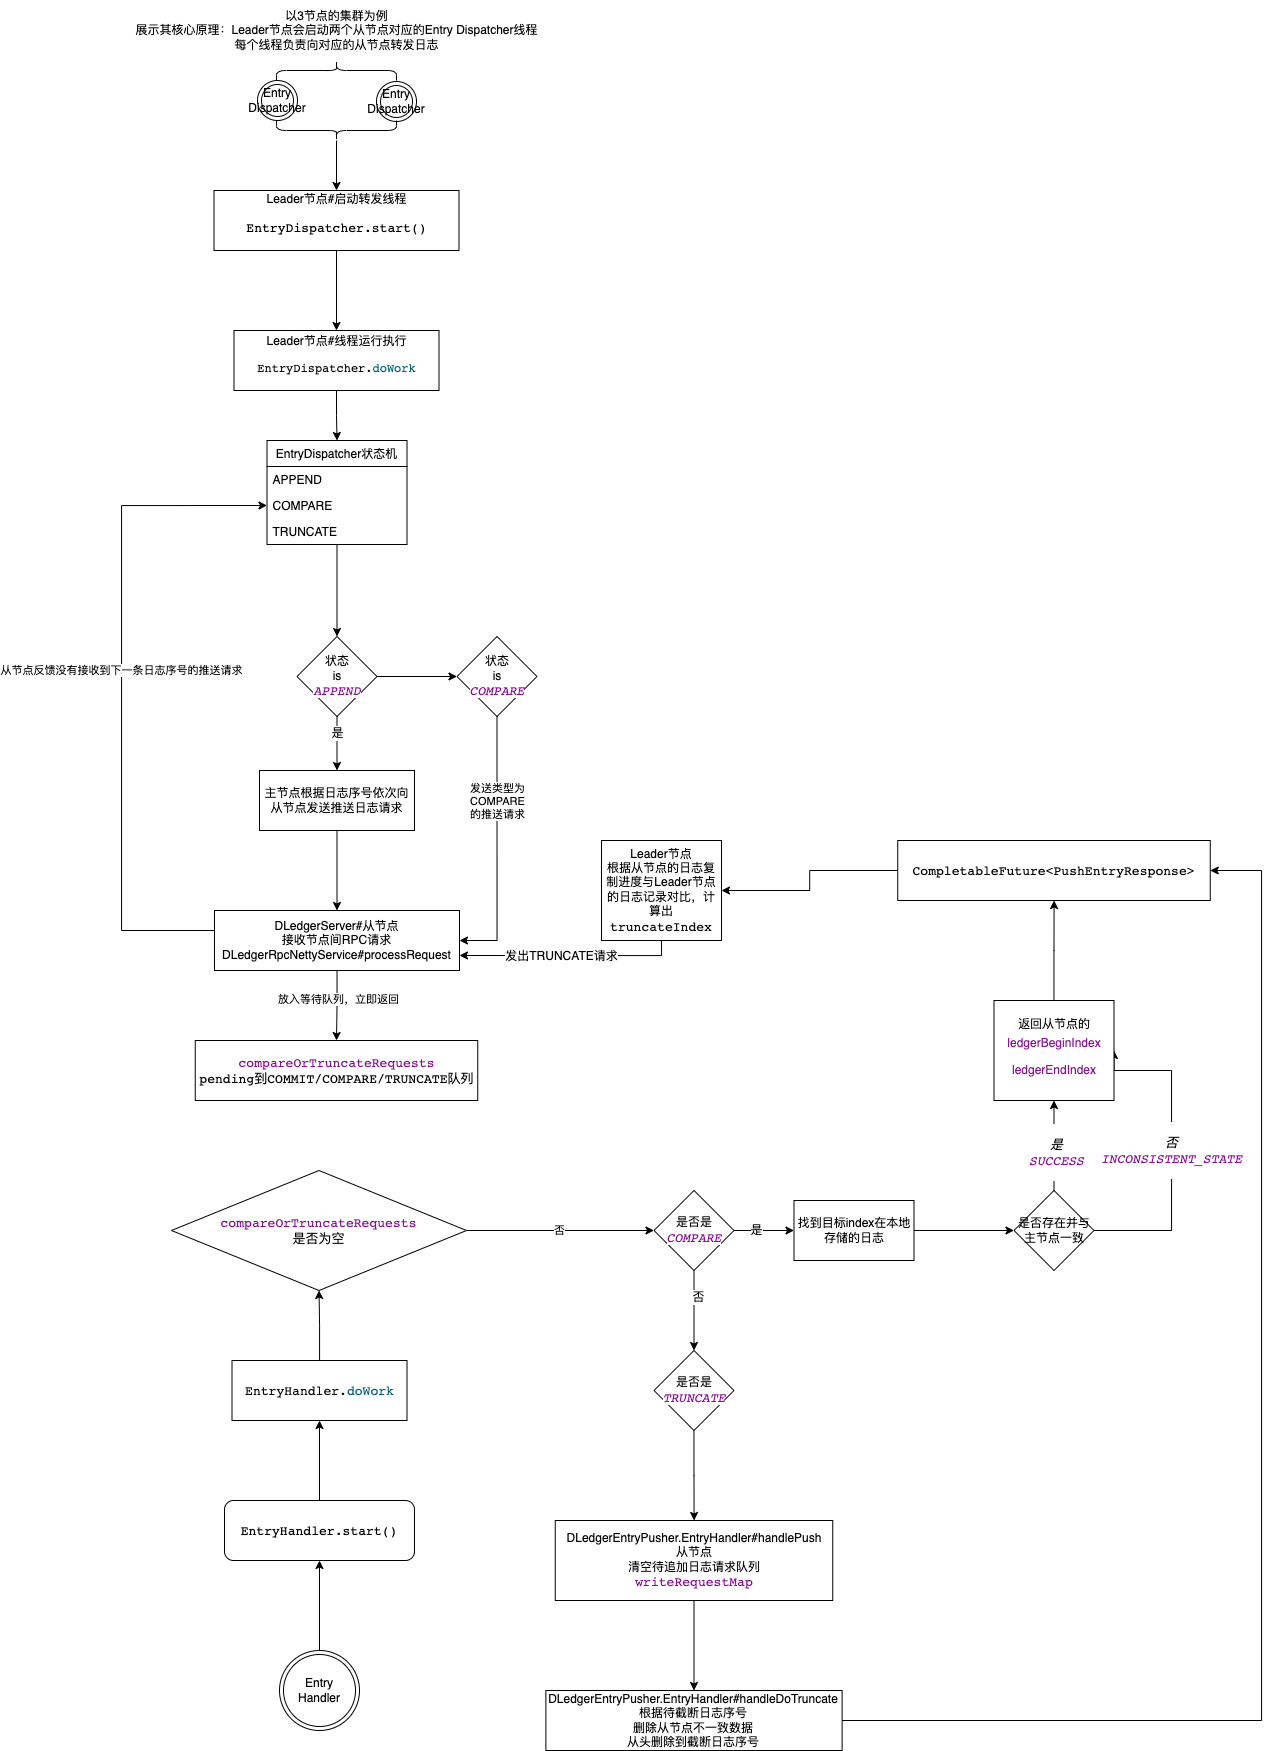 以3节点的集群为例
展示其核心原理：Leader节点会启动两个从节点对应的Entry Dispatcher线程
每个线程负责向对应的从节点转发日志
Entry
Dispatcher
Entry
Dispatcher
Leader节点#启动转发线程
EntryDispatcher.start()
Leader节点#线程运行执行
EntryDispatcher.doWork
EntryDispatcher状态机
APPEND
COMPARE
TRUNCATE
从节点反馈没有接收到下一条日志序号的推送请求
状态
is
APPEND
状态
is
COMPARE
是
主节点根据日志序号依次向
从节点发送推送日志请求
发送类型为
COMPARE
的推送请求
Leader节点
根据从节点的日志复
制进度与Leader节点
的日志记录对比，计
算出
truncateIndex
CompletableFuture<PushEntryResponse>
DLedgerServer#从节点
接收节点间RPC请求
DLedgerRpcNettyService#processRequest
发出TRUNCATE请求
放入等待队列，立即返回
compareOrTruncateRequests
pending到COMMIT/COMPARE/TRUNCATE队列
返回从节点的
ledgerBeginIndex
ledgerEndIndex
是
SUCCESS
否
INCONSISTENT_STATE
compareOrTruncateRequests
是否为空
否
是否是
COMPARE
是
找到目标index在本地
存储的日志
是否存在并与
主节点一致
否
是否是
TRUNCATE
EntryHandler.doWork
EntryHandler.start()
DLedgerEntryPusher.EntryHandler#handlePush
从节点
清空待追加日志请求队列
writeRequestMap
Entry
Handler
DLedgerEntryPusher.EntryHandler#handleDoTruncate
根据待截断日志序号
删除从节点不一致数据
从头删除到截断日志序号